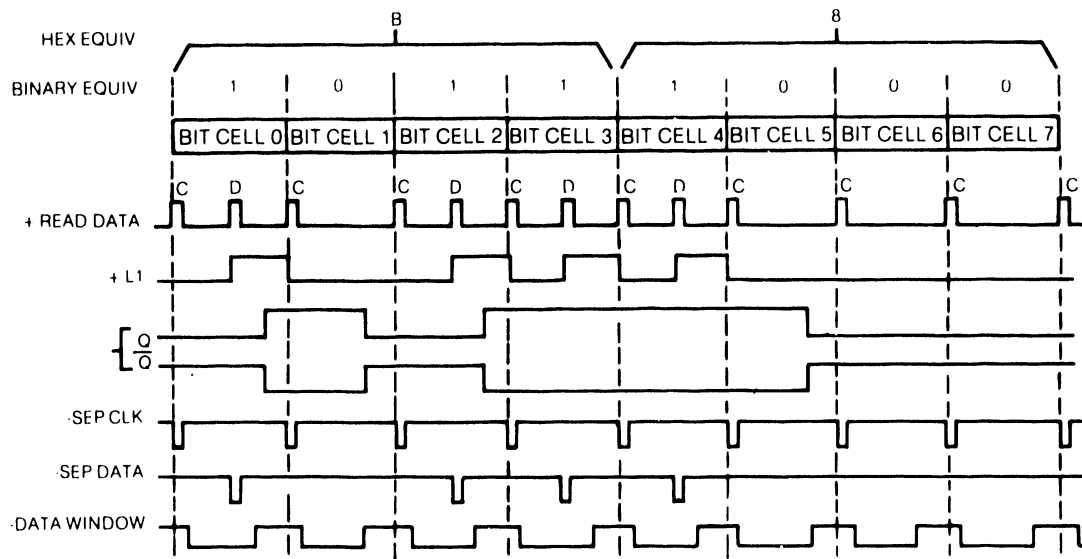 B 8
HEX EQUIV
BINARY EQUIV 1 0 1 1 1 0 0 0
BIT CELL 0 BIT CELL 1 BIT CELL 2 BIT CELL 3 BIT CELL 4 BIT CELL 5 BIT CELL 6 BIT CELL 7
C D C C D C D C D C C C C
+ READ DATA
+ L1
Q
Q
-SEP CLK
-SEP DATA
-DATA WINDOW